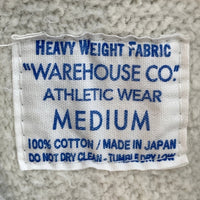 HEAVY WEIGHT FABRIC
"WAREHOUSE CO."
ATHLETIC WEAR
MEDIUM
100% COTTON / MADE IN JAPAN
DO NOT DRY CLEAN - TUMBLE DRY LOW